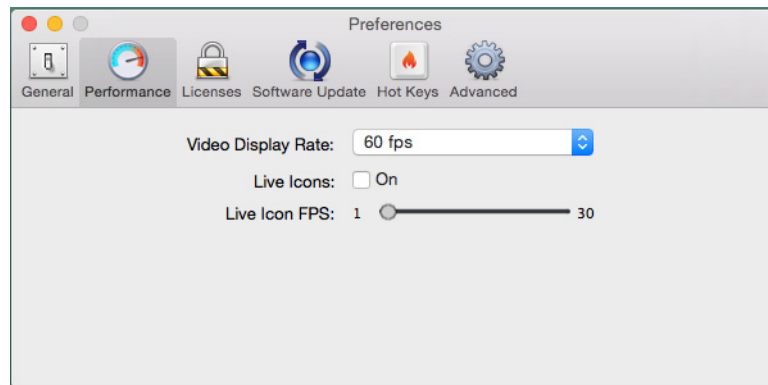 Preferences
General Performance Licenses Software Update Hot Keys Advanced
Video Display Rate: 60 fps
Live Icons: On
Live Icon FPS: 1 30